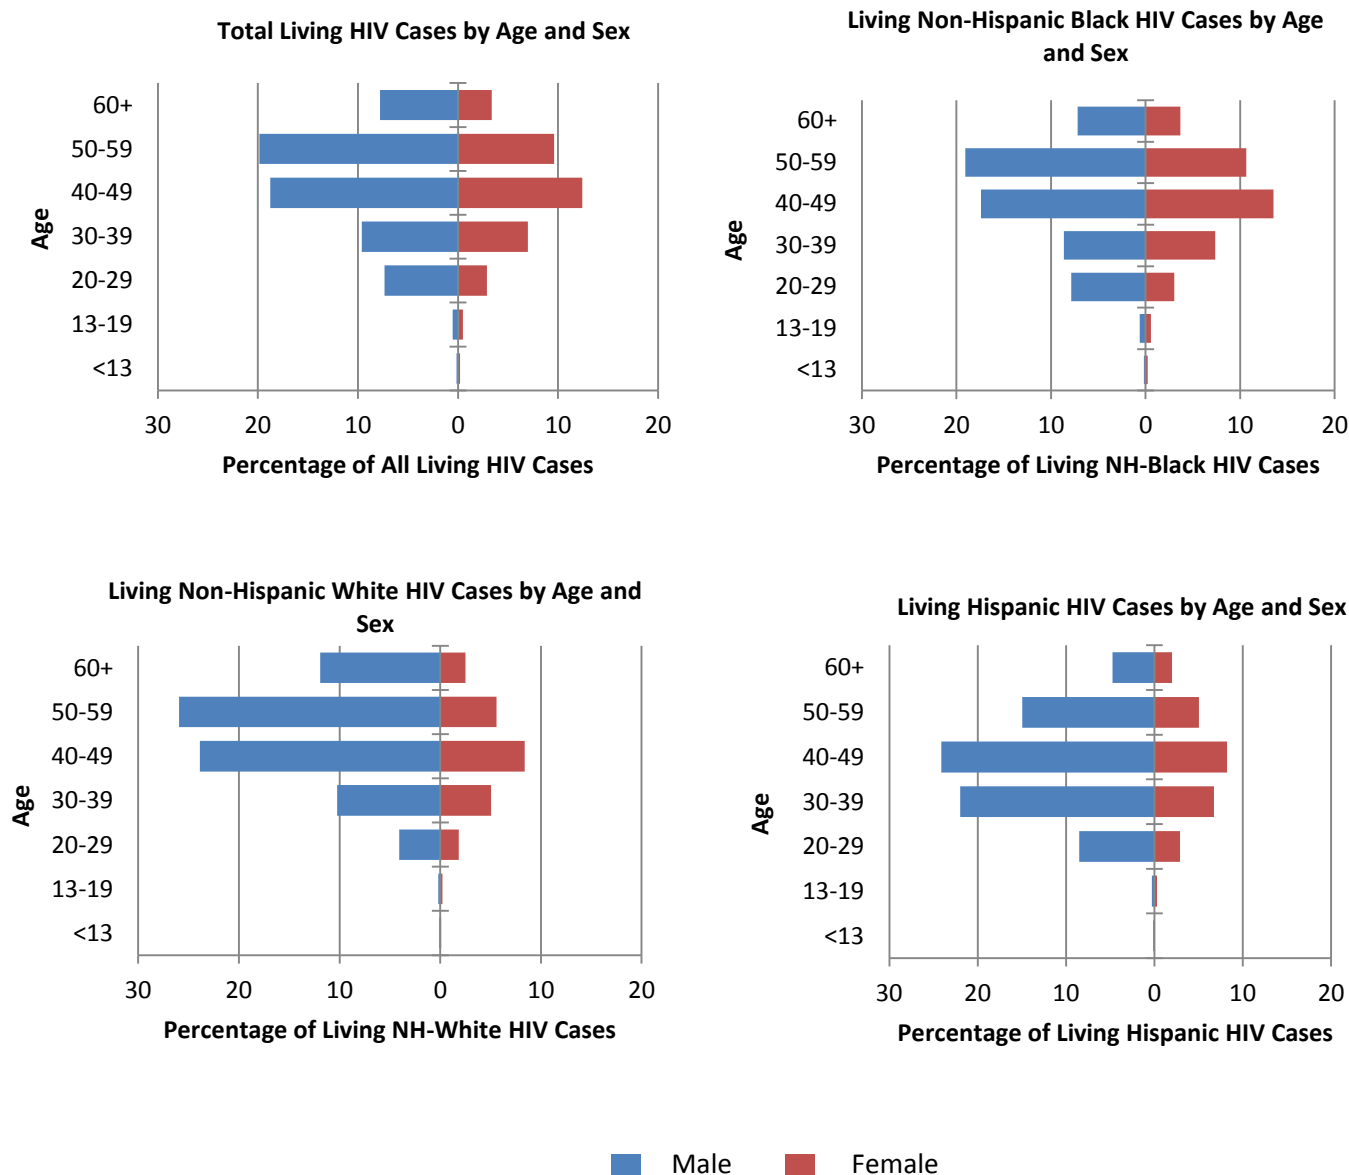 Total Living HIV Cases by Age and Sex
Age
60+
50-59
40-49
30-39
20-29
13-19
<13
30 20 10 0 10 20
Percentage of All Living HIV Cases
Living Non-Hispanic Black HIV Cases by Age
and Sex
Age
60+
50-59
40-49
30-39
20-29
13-19
<13
30 20 10 0 10 20
Percentage of Living NH-Black HIV Cases
Living Non-Hispanic White HIV Cases by Age and
Sex
Age
60+
50-59
40-49
30-39
20-29
13-19
<13
30 20 10 0 10 20
Percentage of Living NH-White HIV Cases
Living Hispanic HIV Cases by Age and Sex
Age
60+
50-59
40-49
30-39
20-29
13-19
<13
30 20 10 0 10 20
Percentage of Living Hispanic HIV Cases
Male Female